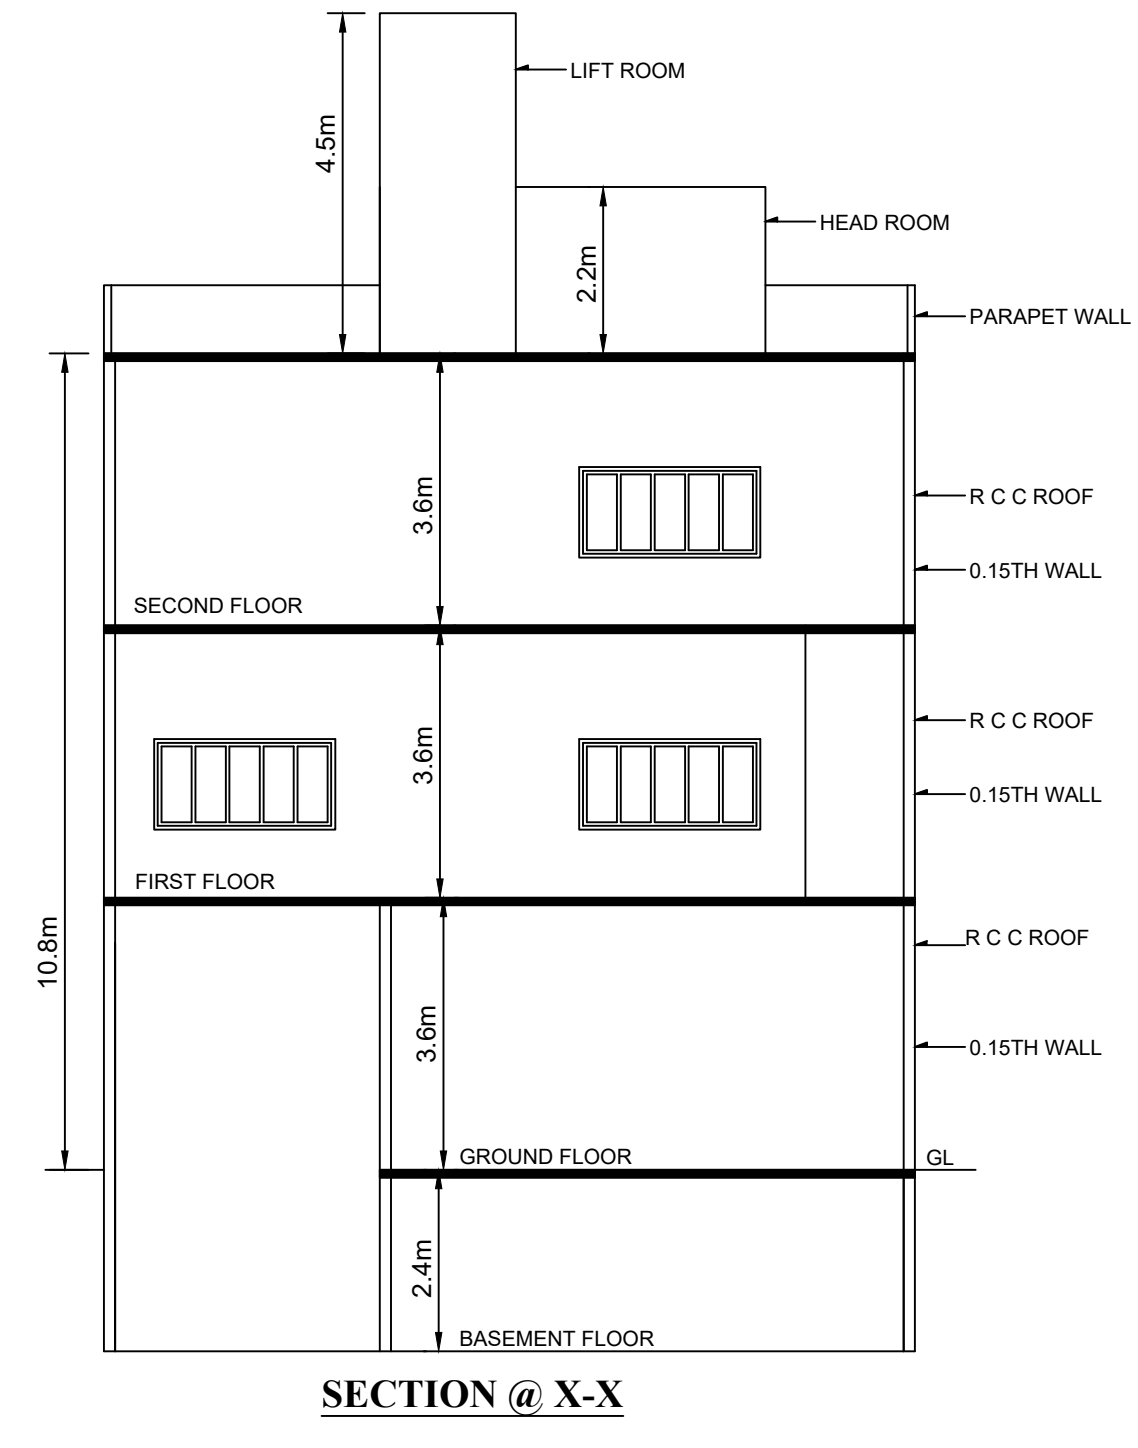 LIFT ROOM
4.5m
HEAD ROOM
2.2m
PARAPET WALL
3.6m
R C C ROOF
0.15TH WALL
SECOND FLOOR
3.6m
R C C ROOF
0.15TH WALL
FIRST FLOOR
10.8m
R C C ROOF
3.6m
0.15TH WALL
GROUND FLOOR
GL
2.4m
BASEMENT FLOOR
SECTION @ X-X